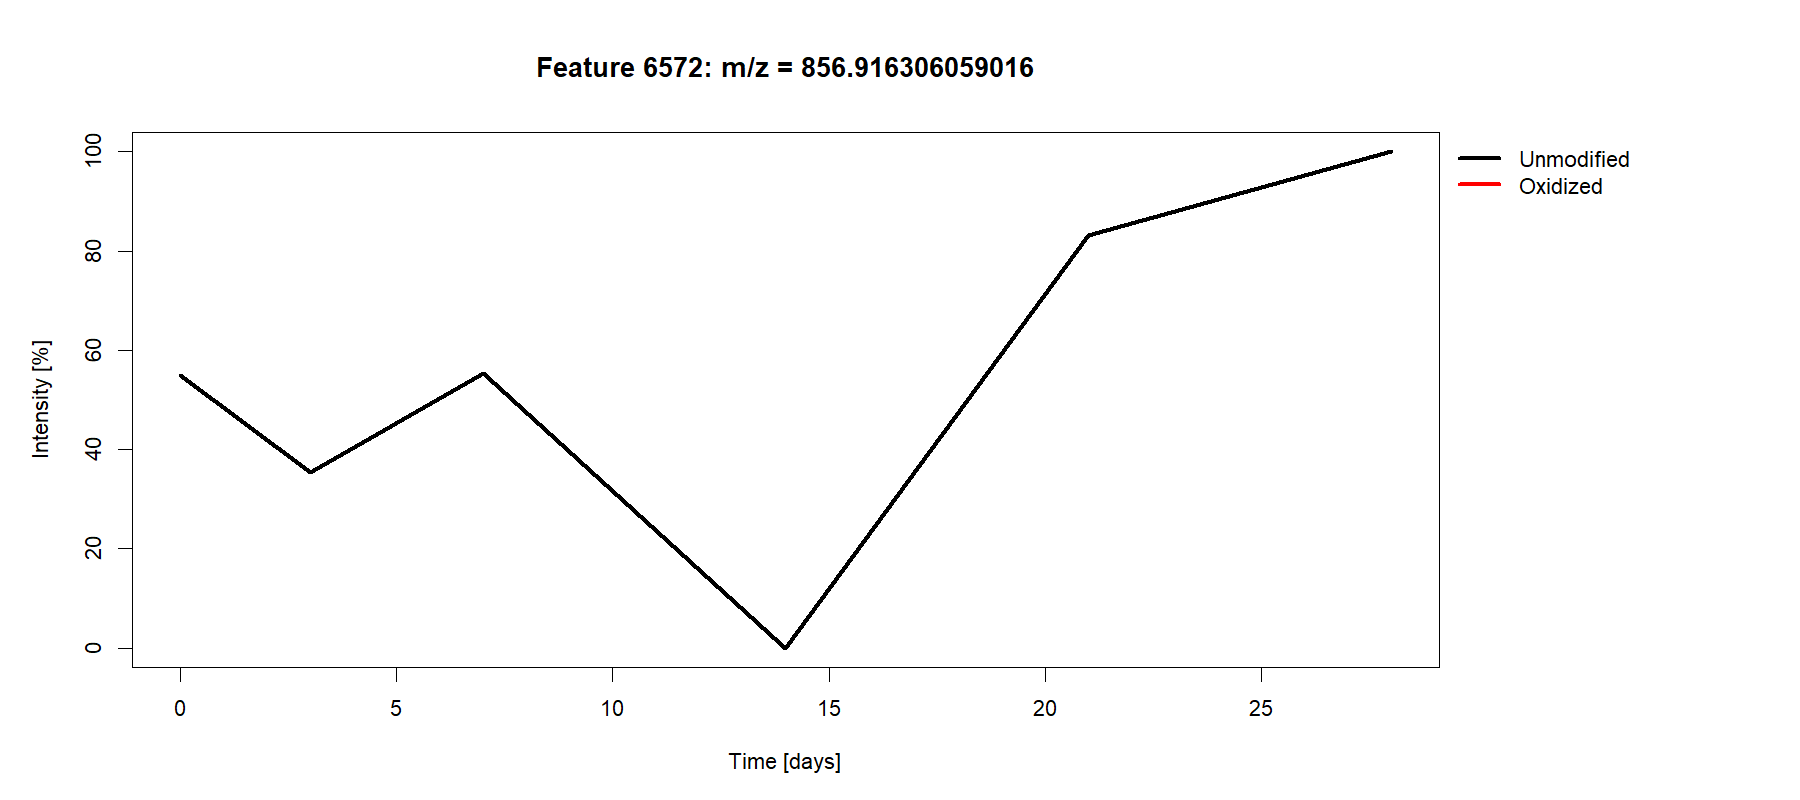 Feature 6572: m/z = 856.916306059016
Unmodified
Oxidized
Intensity [%]
100
80
60
40
20
0
0 5 10 15 20 25
Time [days]